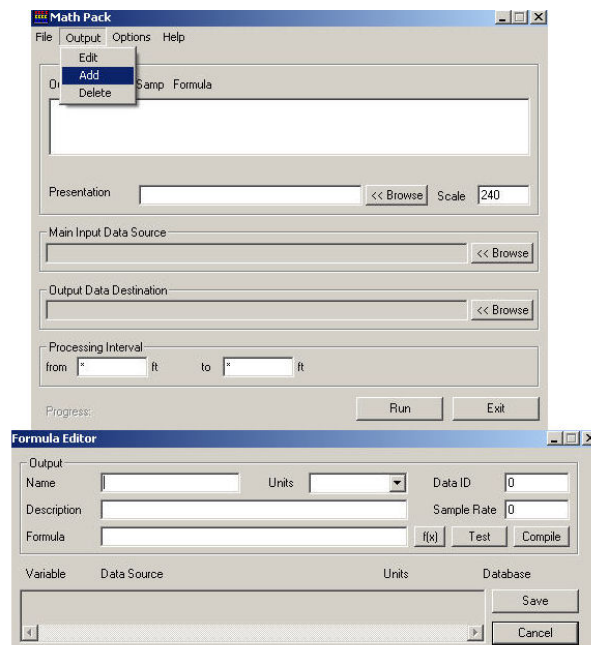 Math Pack
File Output Options Help
Edit
Add
Delete
Samp Formula
Presentation << Browse Scale 240
Main Input Data Source
<< Browse
Output Data Destination
<< Browse
Processing Interval
from * ft to * ft
Progress: Run Exit
Formula Editor
Output
Name Units Data ID 0
Description Sample Rate 0
Formula f(x) Test Compile
Variable Data Source Units Database
Save
Cancel